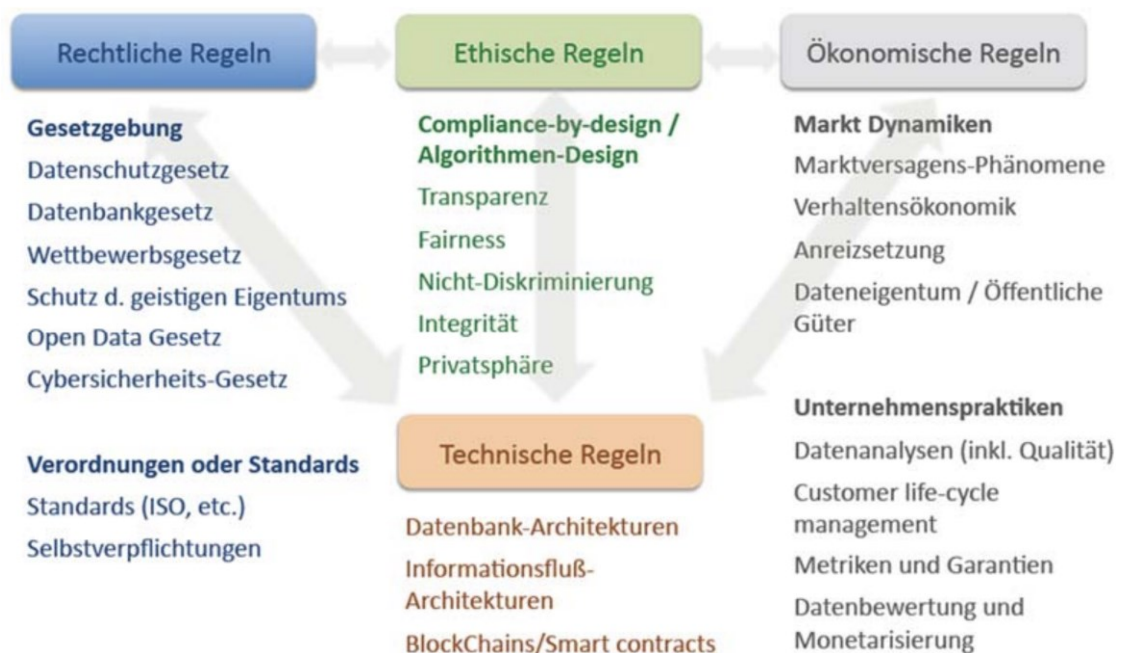 Rechtliche Regeln
Gesetzgebung
Datenschutzgesetz
Datenbankgesetz
Wettbewerbsgesetz
Schutz d. geistigen Eigentums
Open Data Gesetz
Cybersicherheits-Gesetz
Verordnungen oder Standards
Standards (ISO, etc.)
Selbstverpflichtungen
Ethische Regeln
Compliance-by-design /
Algorithmen-Design
Transparenz
Fairness
Nicht-Diskriminierung
Integrität
Privatsphäre
Technische Regeln
Datenbank-Architekturen
Informationsfluß-
Architekturen
BlockChains/Smart contracts
Ökonomische Regeln
Markt Dynamiken
Marktversagens-Phänomene
Verhaltensökonomik
Anreizsetzung
Dateneigentum / Öffentliche
Güter
Unternehmenspraktiken
Datenanalysen (inkl. Qualität)
Customer life-cycle
management
Metriken und Garantien
Datenbewertung und
Monetarisierung